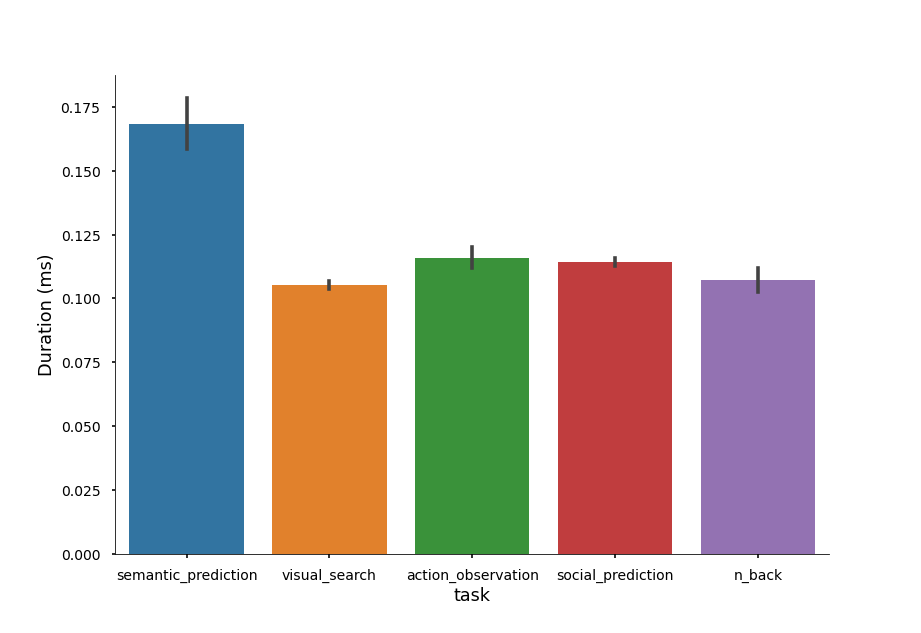 0.175
0.150
0.125
0.100
0.075
0.050
0.025
0.000
Duration (ms)
semantic_prediction visual_search action_observation social_prediction n_back
task